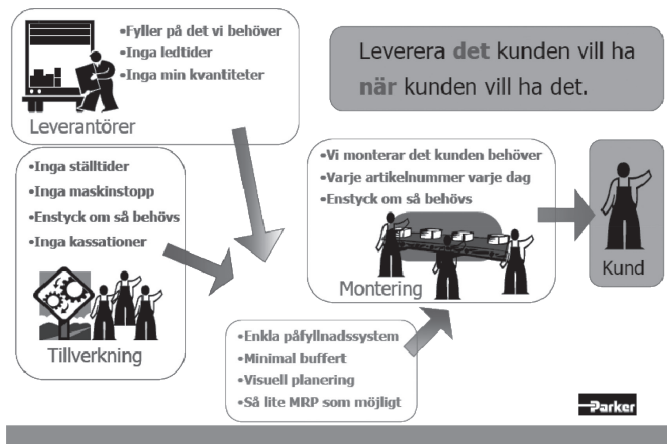 •Fyller på det vi behöver
•Inga ledtider
•Inga min kvantiteter
Leverantörer
Leverera det kunden vill ha
när kunden vill ha det.
•Inga ställtider
•Inga maskinstopp
•Enstyck om så behövs
•Inga kassationer
Tillverkning
•Vi monterar det kunden behöver
•Varje artikelnummer varje dag
•Enstyck om så behövs
Montering
Kund
•Enkla påfyllnadssystem
•Minimal buffert
•Visuell planering
•Så lite MRP som möjligt
Parker